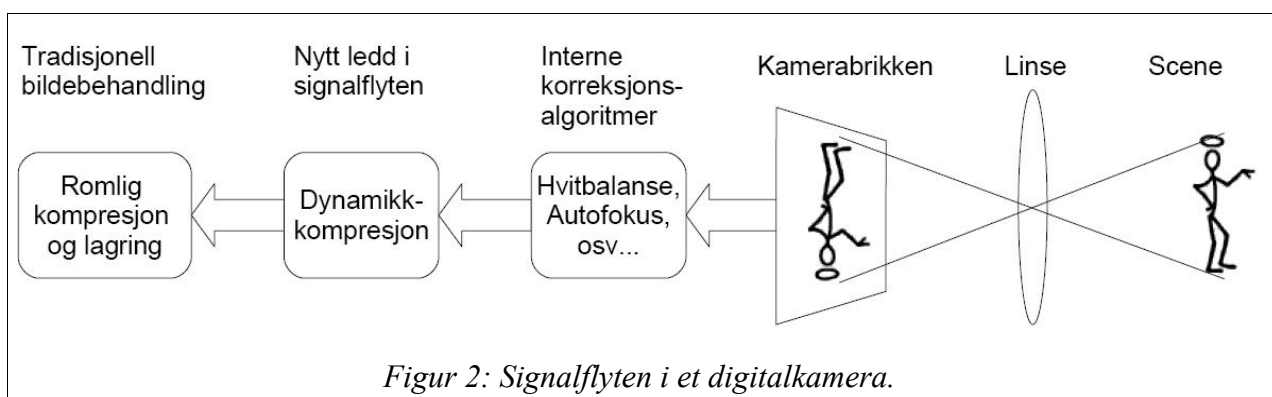 Tradisjonell
bildebehandling
Nytt ledd i
signalflyten
Interne
korreksjons-
algoritmer
Kamerabrikken
Linse
Scene
Romlig
kompresjon
og lagring
Dynamikk-
kompresjon
Hvitbalanse,
Autofokus,
osv...
Figur 2: Signalflyten i et digitalkamera.